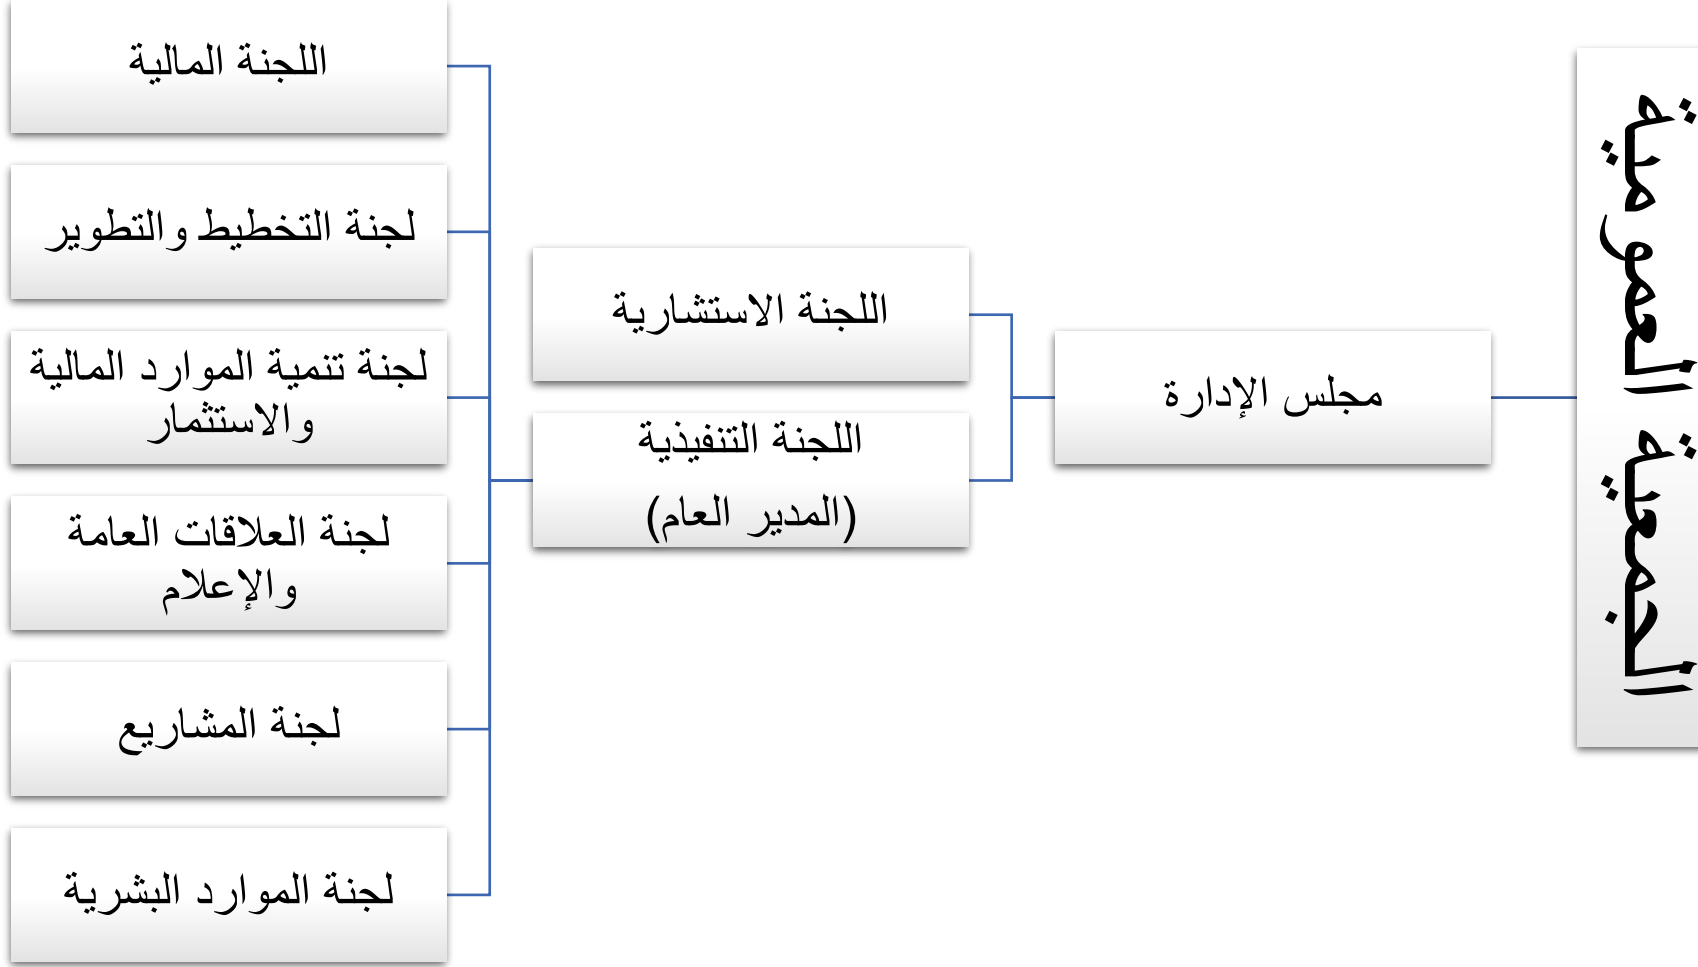 الجمعية العمومية
مجلس الإدارة
اللجنة الاستشارية
اللجنة التنفيذية
(المدير العام)
اللجنة المالية
لجنة التخطيط والتطوير
لجنة تنمية الموارد المالية
والاستثمار
لجنة العلاقات العامة
والإعلام
لجنة المشاريع
لجنة الموارد البشرية